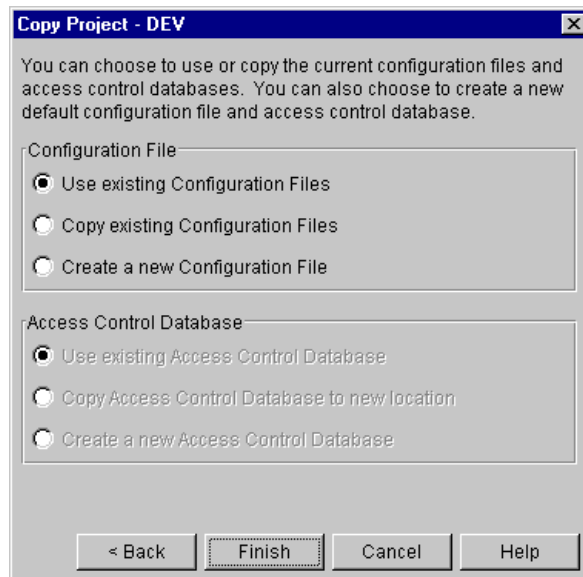 Copy Project - DEV
You can choose to use or copy the current configuration files and
access control databases. You can also choose to create a new
default configuration file and access control database.
Configuration File
Use existing Configuration Files
Copy existing Configuration Files
Create a new Configuration File
Access Control Database
Use existing Access Control Database
Copy Access Control Database to new location
Create a new Access Control Database
< Back Finish Cancel Help